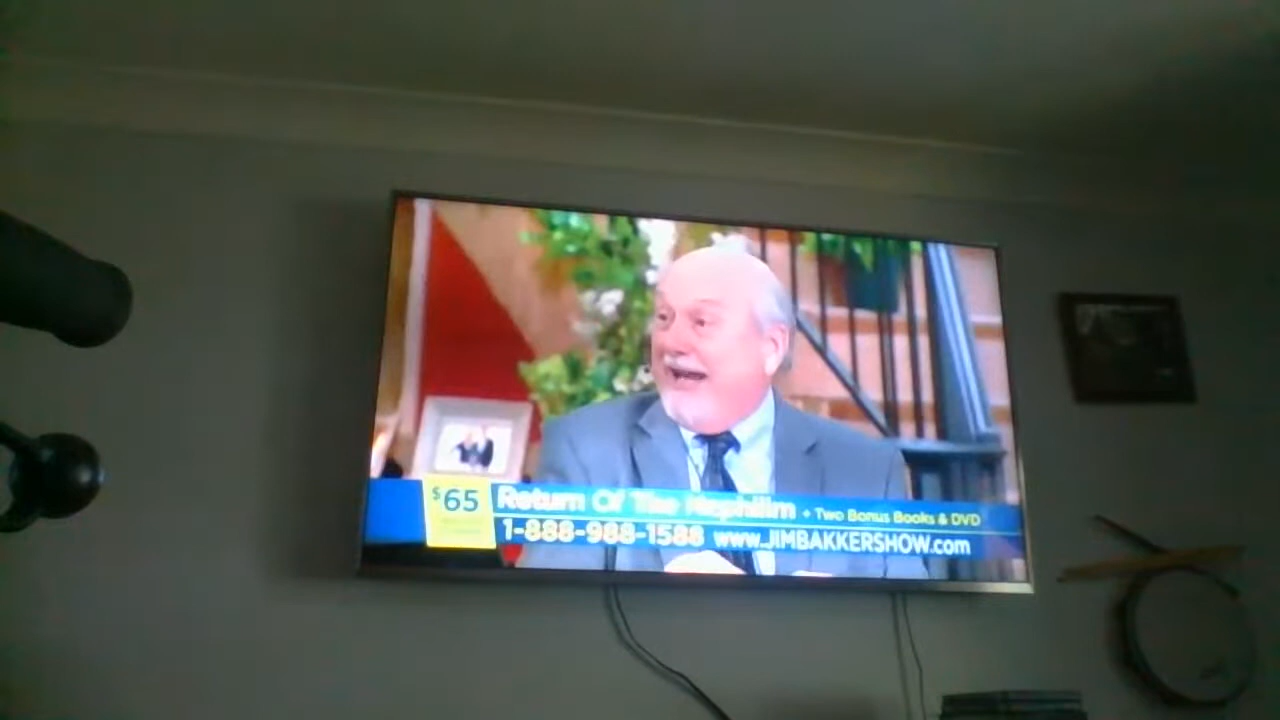 $65
Return Of The Nephilim + Two Bonus Books & DVD
1-888-988-1588 www.JIMBAKKERSHOW.com